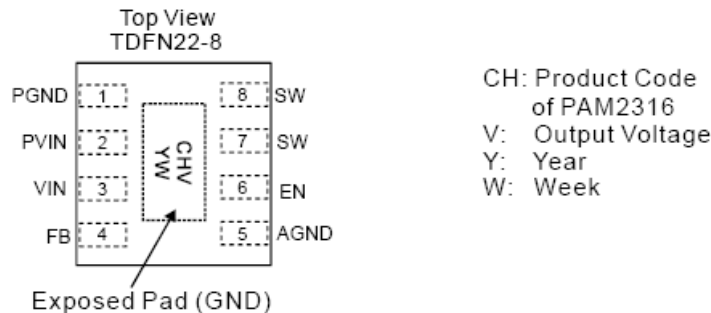 Top View
TDFN22-8
PGND 1 8 SW
PVIN 2 7 SW
VIN 3 6 EN
FB 4 5 AGND
CHV
YW
Exposed Pad (GND)
CH: Product Code
of PAM2316
V: Output Voltage
Y: Year
W: Week